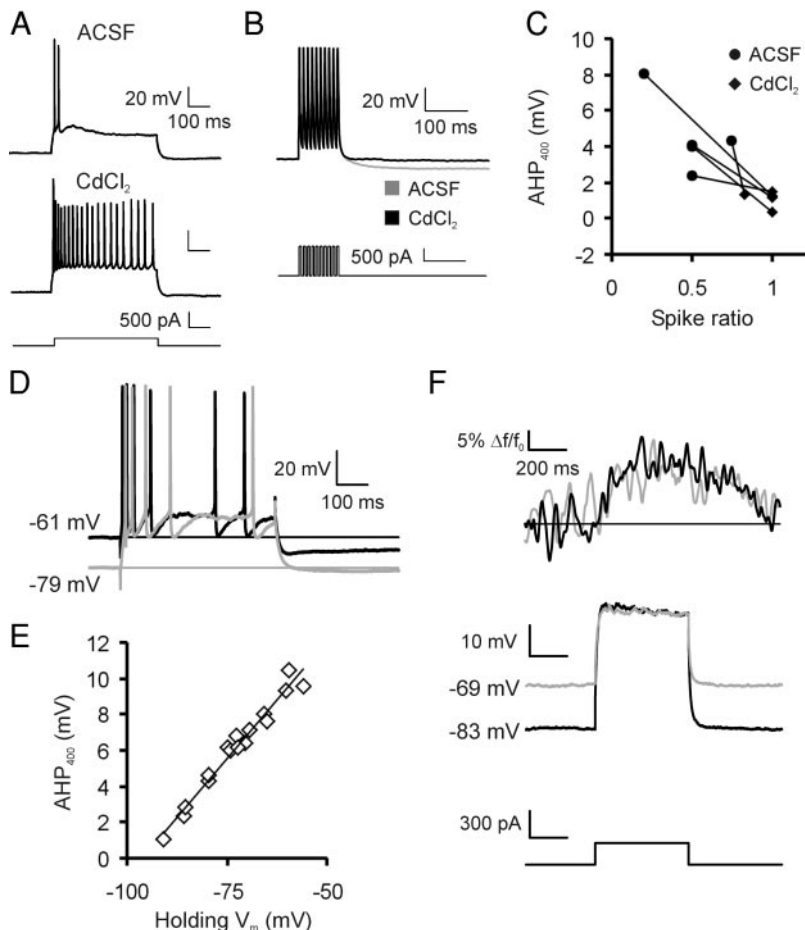 A
ACSF
20 mV
100 ms
CdCl₂
500 pA
B
20 mV
100 ms
ACSF
CdCl₂
500 pA
C
10
8
6
4
2
0
-2
AHP₄₀₀ (mV)
ACSF
CdCl₂
0
0.5
1
Spike ratio
D
20 mV
100 ms
-61 mV
-79 mV
E
12
10
8
6
4
2
0
AHP₄₀₀ (mV)
-100
-75
-50
Holding Vₘ (mV)
F
5% Δf/f₀
200 ms
10 mV
-69 mV
-83 mV
300 pA